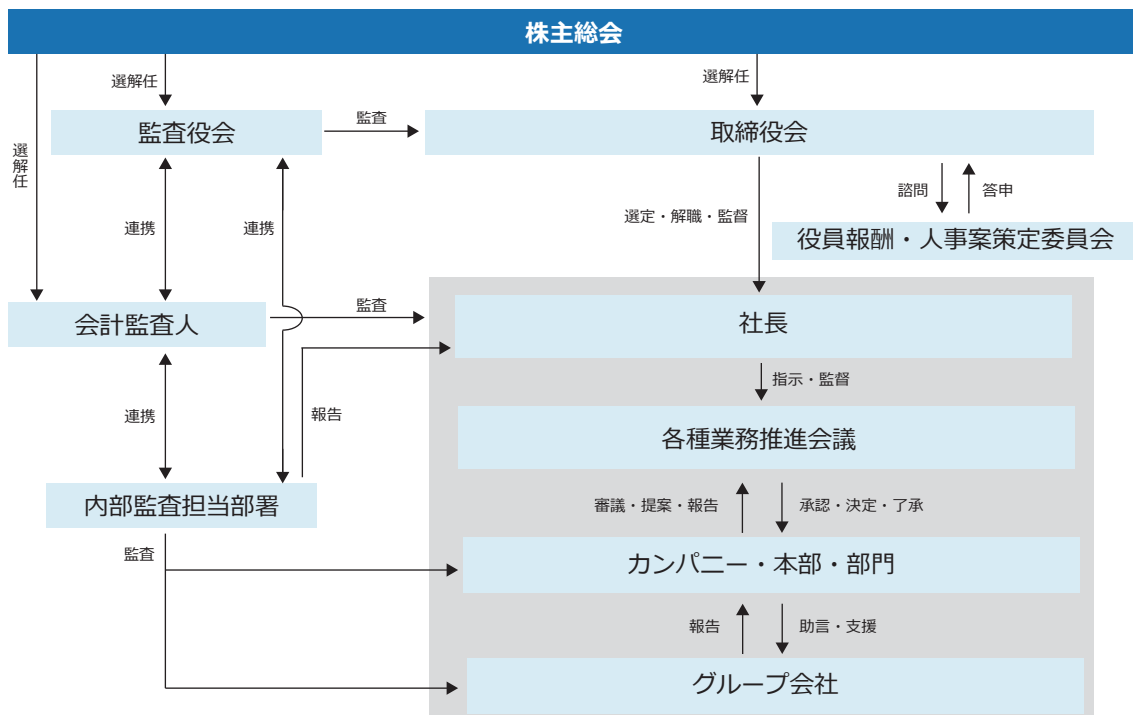 株主総会
選解任
選解任
選解任
監査役会
監査
取締役会
連携
連携
選定・解職・監督
諮問
答申
役員報酬・人事案策定委員会
会計監査人
監査
社長
指示・監督
連携
報告
各種業務推進会議
内部監査担当部署
審議・提案・報告
承認・決定・了承
監査
カンパニー・本部・部門
報告
助言・支援
グループ会社